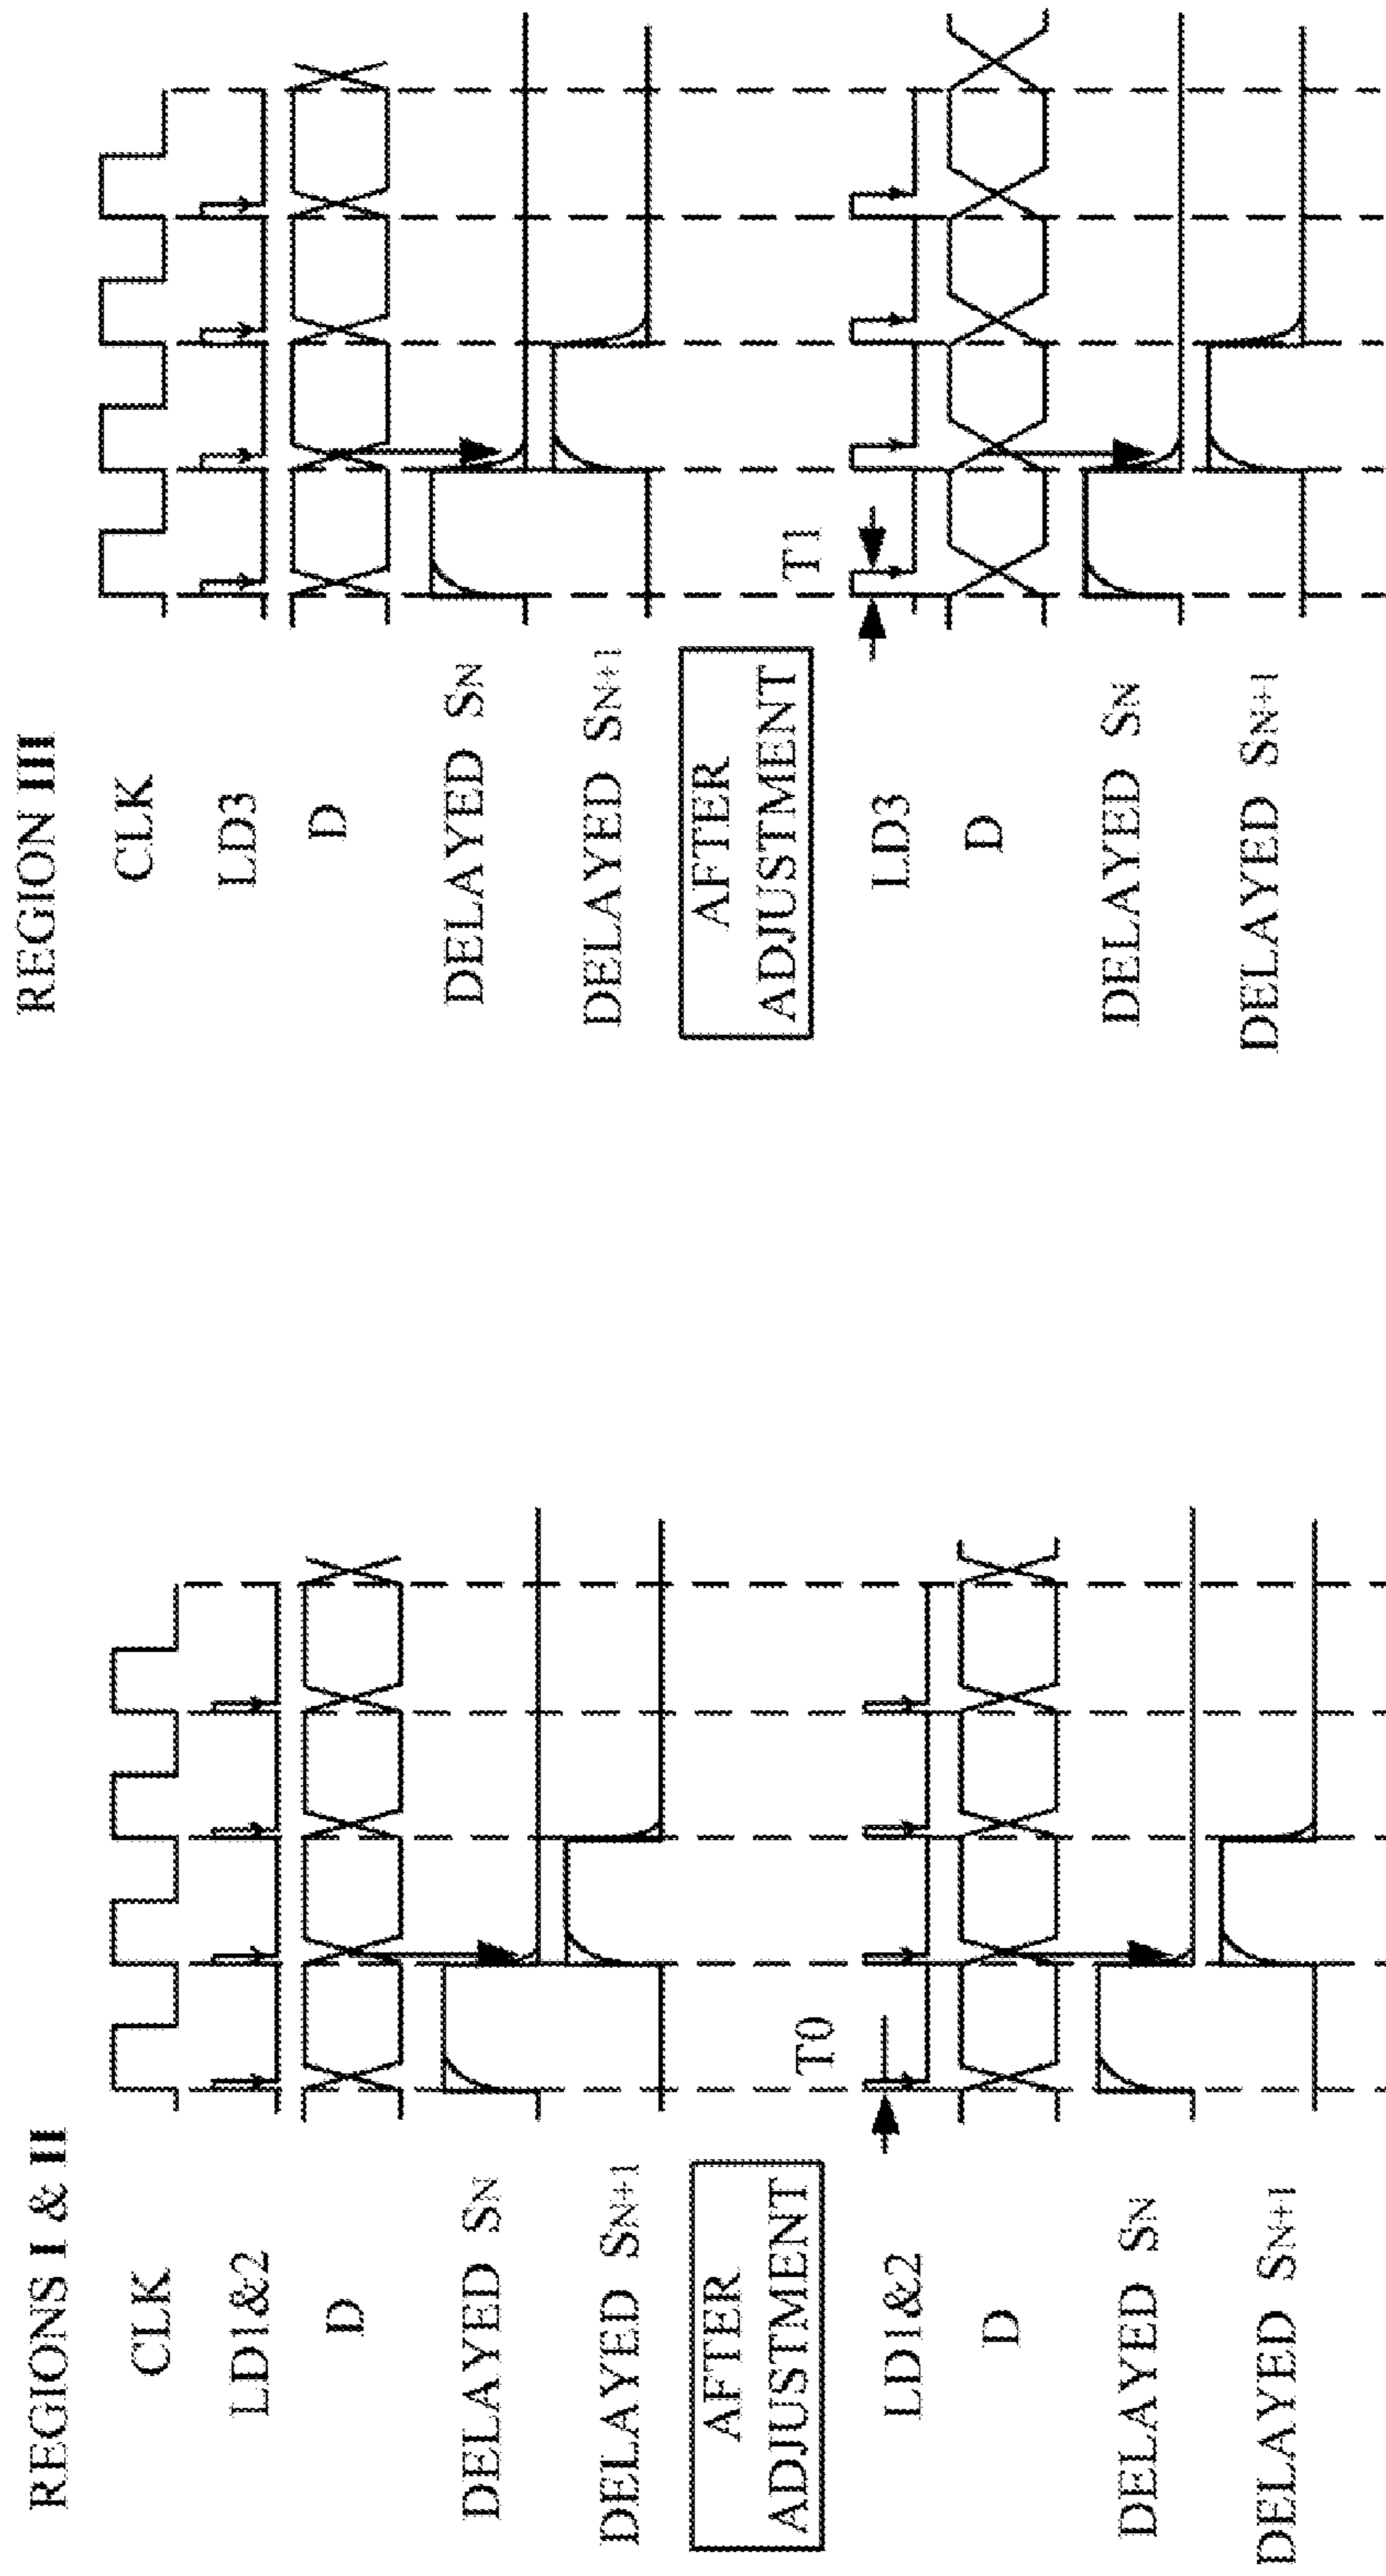 REGIONS I & II
CLK
LD1&2
D
DELAYED SN
DELAYED SN+1
AFTER
ADJUSTMENT
T0
LD1&2
D
DELAYED SN
DELAYED SN+1
REGION III
CLK
LD3
D
DELAYED SN
DELAYED SN+1
AFTER
ADJUSTMENT
T1
LD3
D
DELAYED SN
DELAYED SN+1